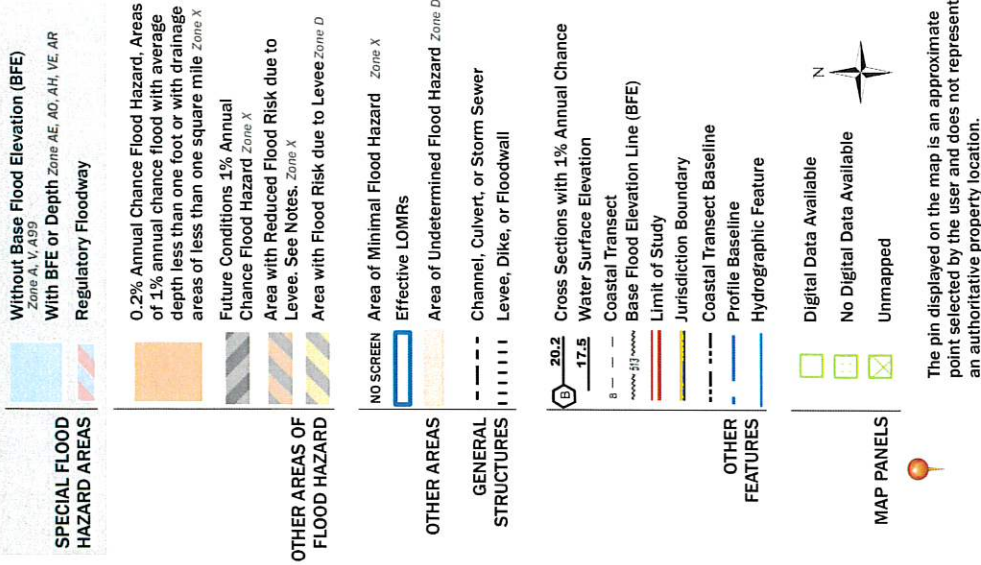 Without Base Flood Elevation (BFE)
Zone A, V, A99
With BFE or Depth Zone AE, AO, AH, VE, AR
SPECIAL FLOOD
HAZARD AREAS
Regulatory Floodway
0.2% Annual Chance Flood Hazard, Areas
of 1% annual chance flood with average
depth less than one foot or with drainage
areas of less than one square mile Zone X
Future Conditions 1% Annual
Chance Flood Hazard Zone X
Area with Reduced Flood Risk due to
Levee. See Notes. Zone X
OTHER AREAS OF
FLOOD HAZARD
Area with Flood Risk due to Levee Zone D
NO SCREEN
Area of Minimal Flood Hazard Zone X
Effective LOMRs
OTHER AREAS
Area of Undetermined Flood Hazard Zone D
GENERAL
STRUCTURES
Channel, Culvert, or Storm Sewer
Levee, Dike, or Floodwall
B 20.2 Cross Sections with 1% Annual Chance
17.5 Water Surface Elevation
8 Coastal Transect
513 Base Flood Elevation Line (BFE)
Limit of Study
Jurisdiction Boundary
Coastal Transect Baseline
OTHER
FEATURES
Profile Baseline
Hydrographic Feature
Digital Data Available
No Digital Data Available
N
MAP PANELS
Unmapped
The pin displayed on the map is an approximate
point selected by the user and does not represent
an authoritative property location.